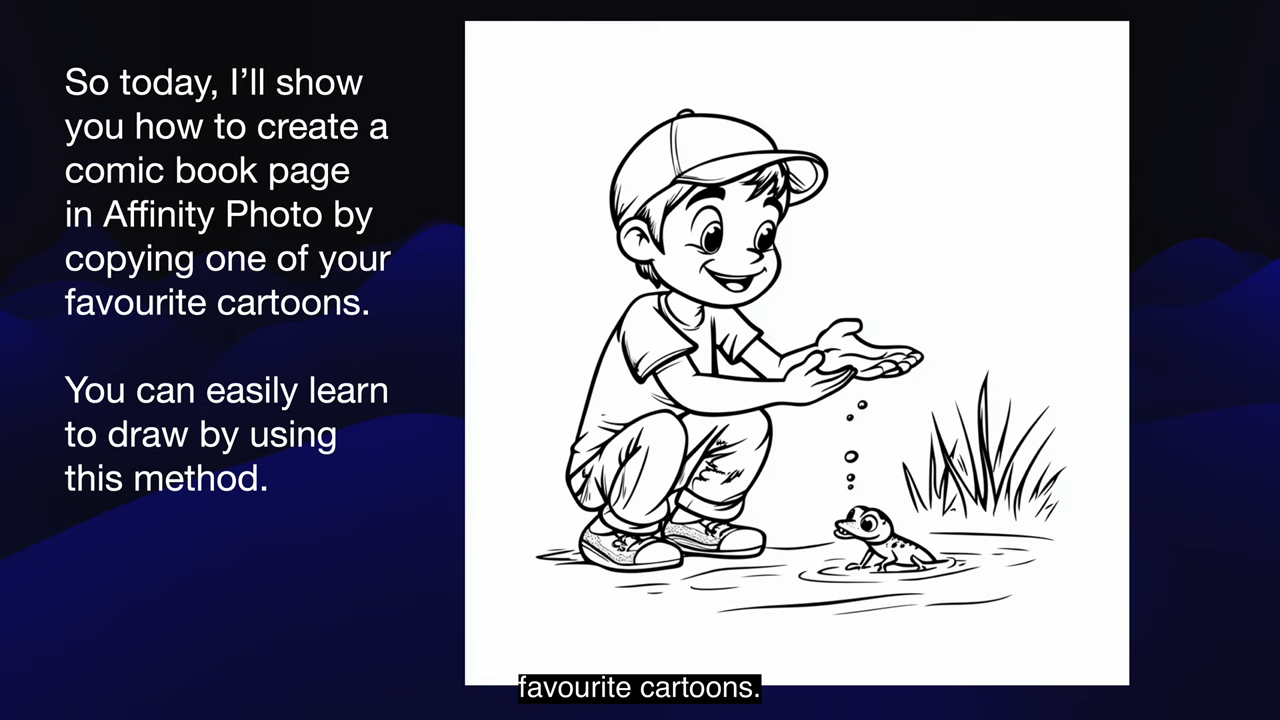 So today, I’ll show
you how to create a
comic book page
in Affinity Photo by
copying one of your
favourite cartoons.
You can easily learn
to draw by using
this method.
favourite cartoons.